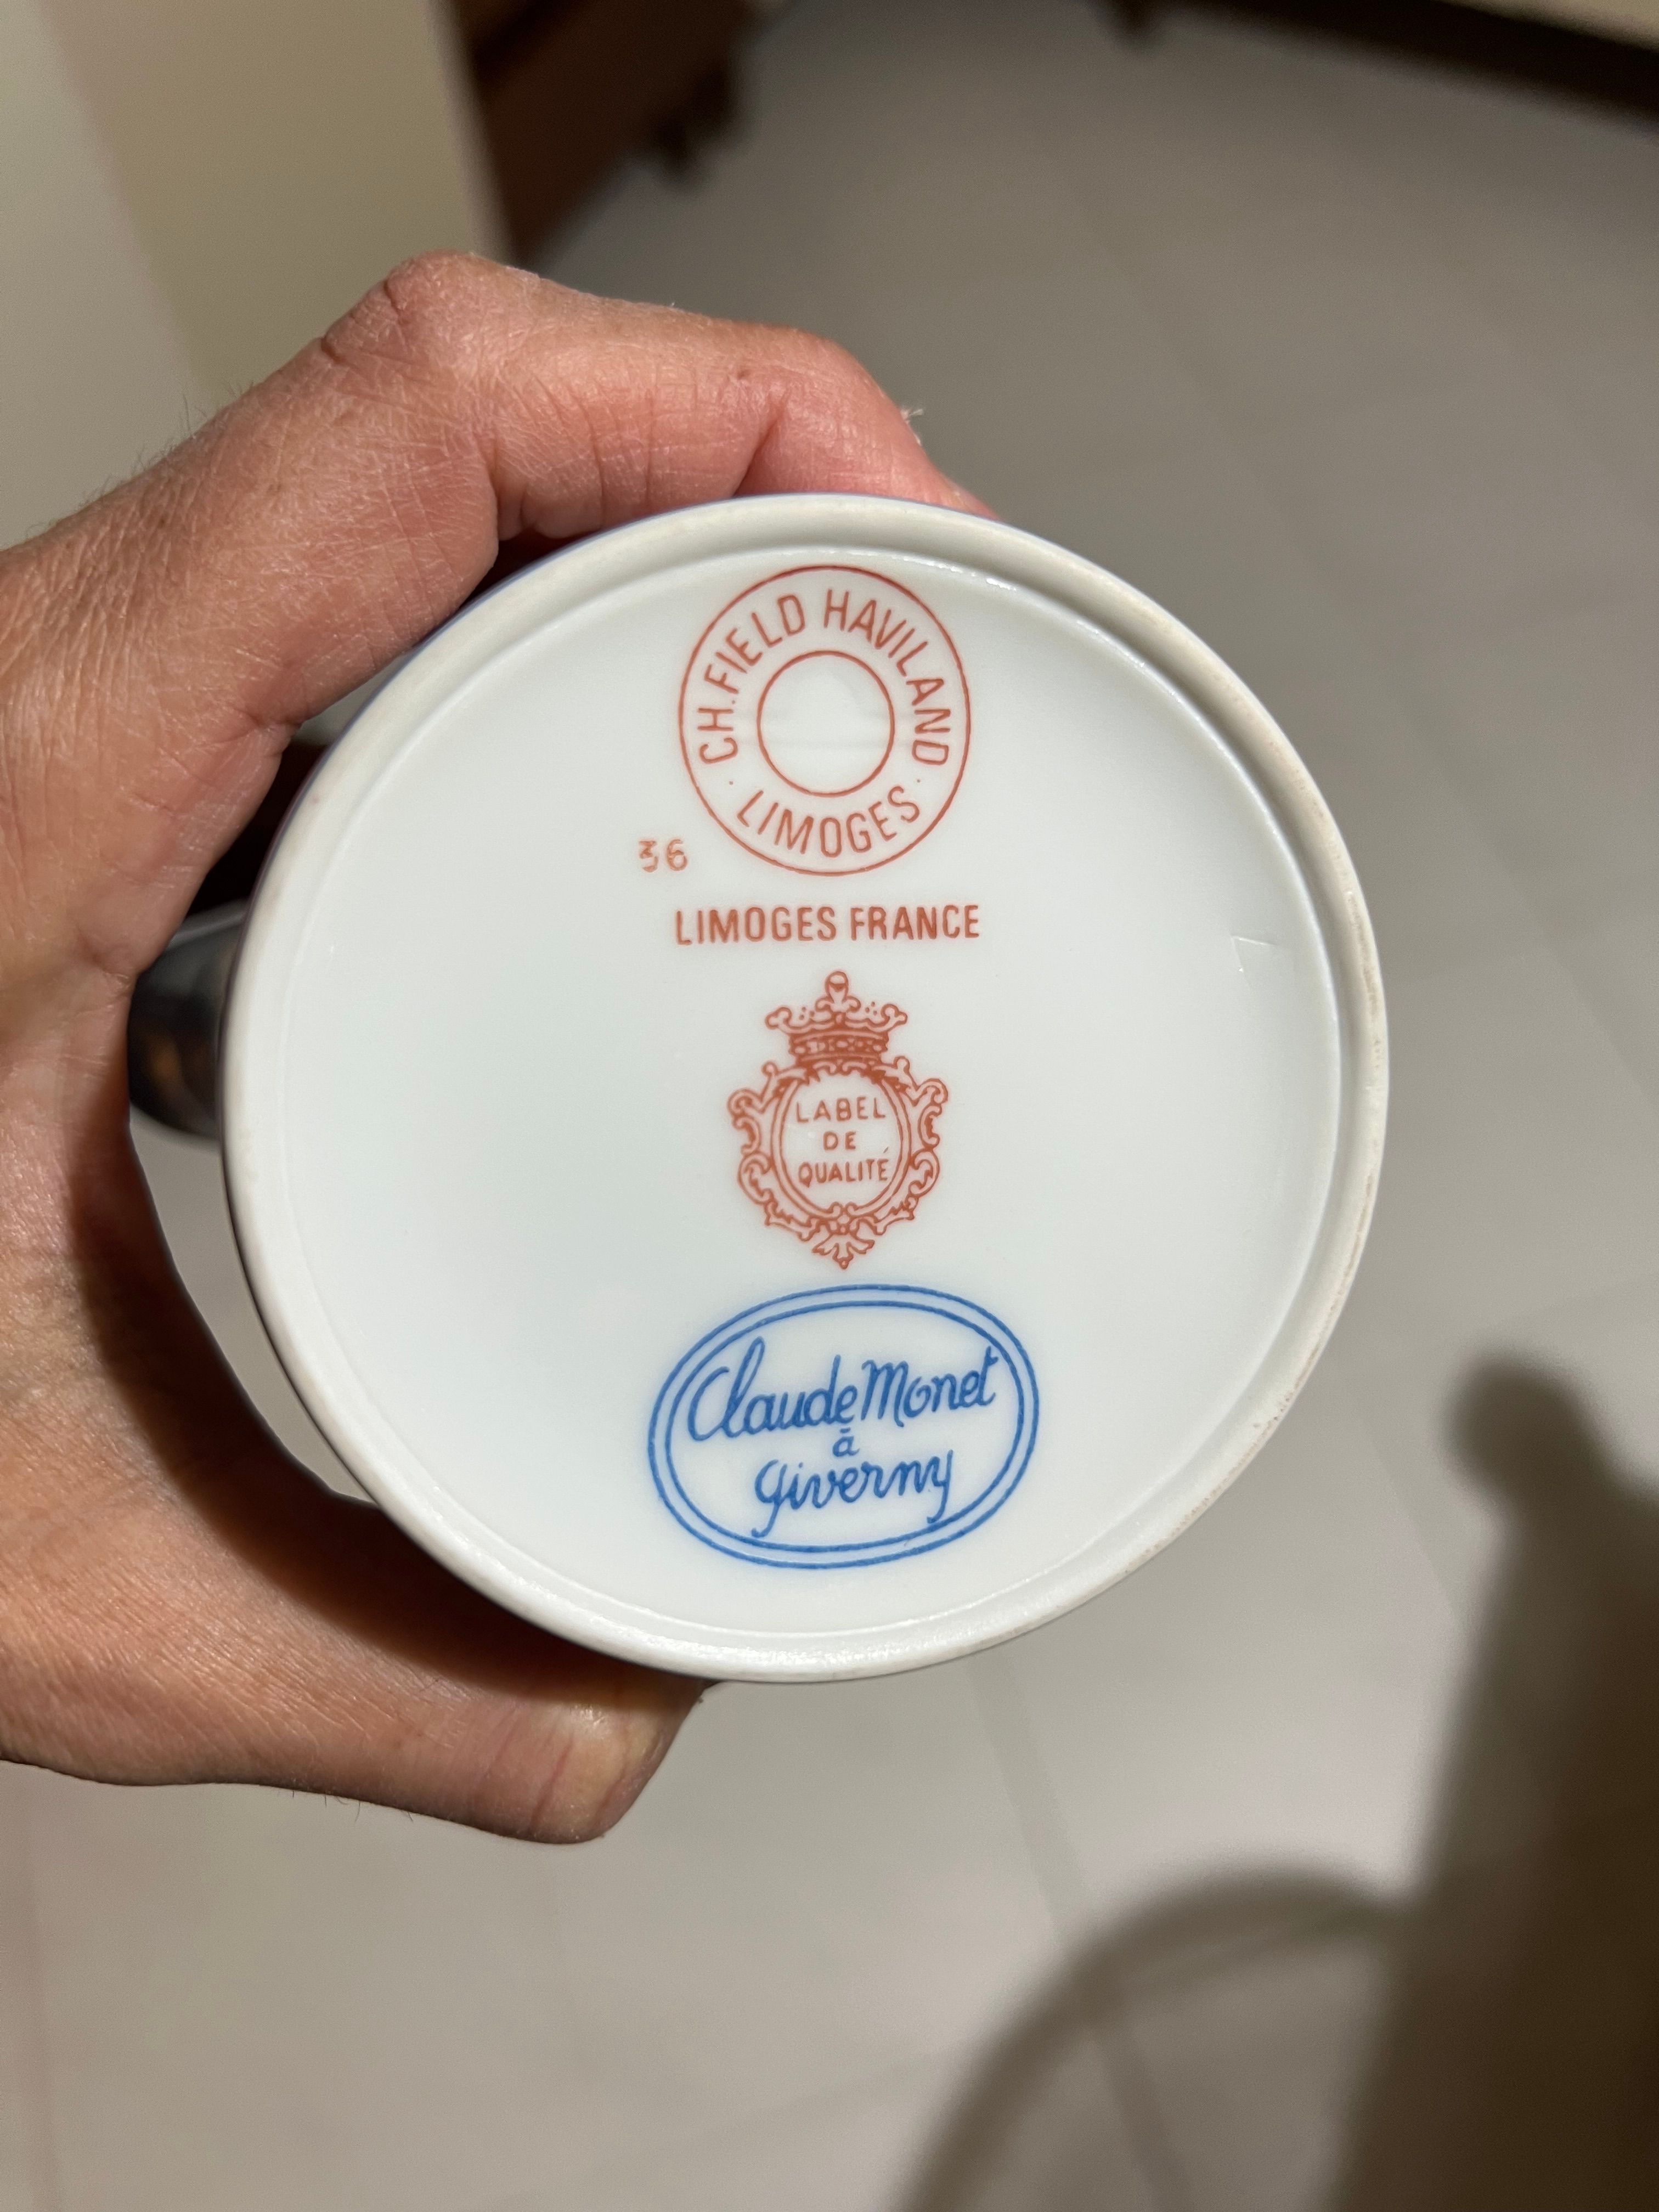 CH. FIELD HAVILAND
· LIMOGES ·
36
LIMOGES FRANCE
LABEL
DE
QUALITÉ
Claude Monet
à
Giverny